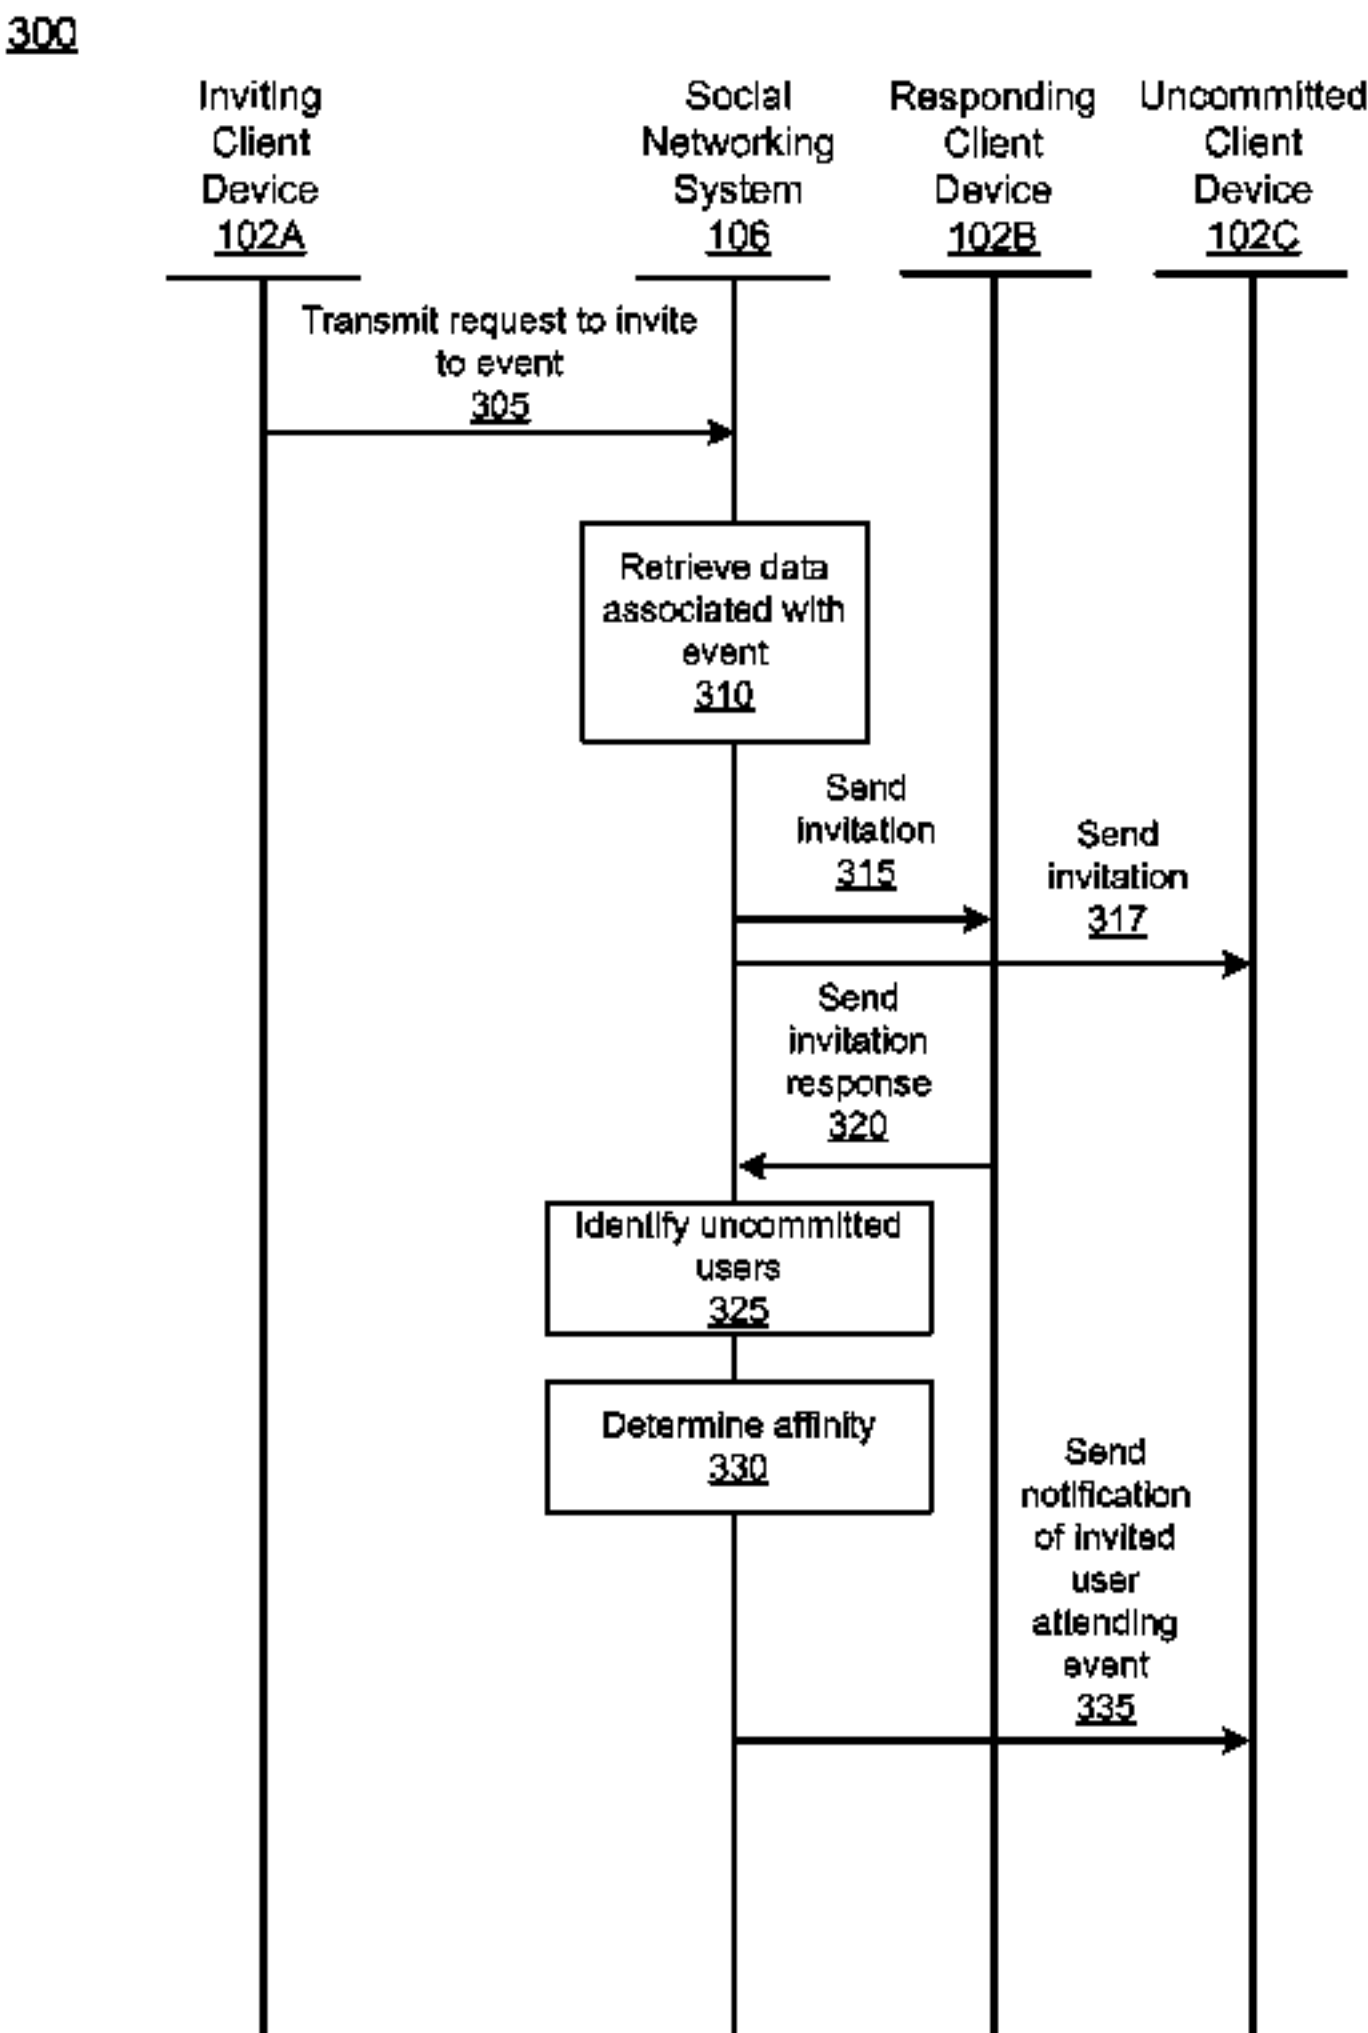 300
Inviting
Client
Device
102A
Social
Networking
System
106
Responding
Client
Device
102B
Uncommitted
Client
Device
102C
Transmit request to invite
to event
305
Retrieve data
associated with
event
310
Send
invitation
315
Send
invitation
317
Send
invitation
response
320
Identify uncommitted
users
325
Determine affinity
330
Send
notification
of invited
user
attending
event
335